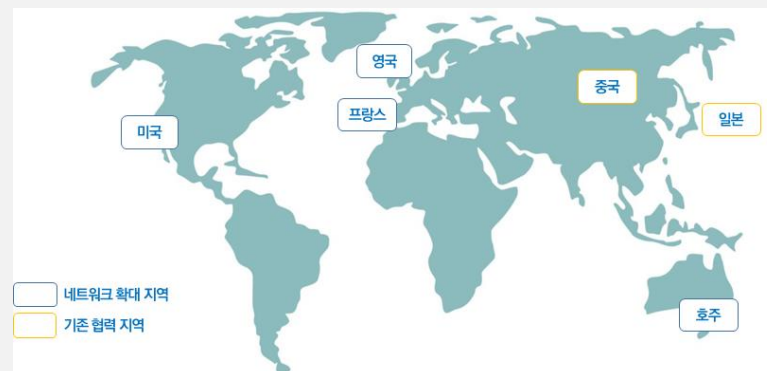 영국
중국
프랑스
일본
미국
네트워크 확대 지역
호주
기존 협력 지역